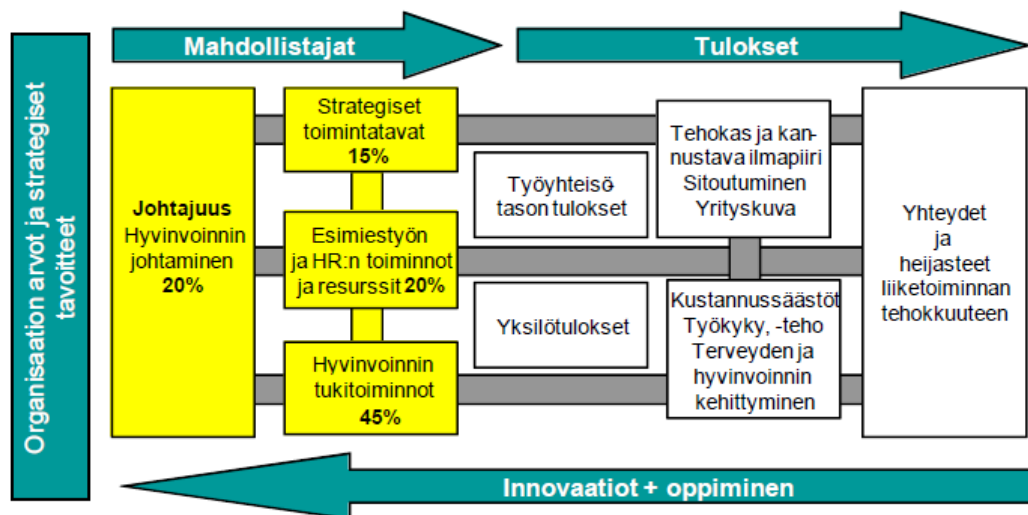 Organisaation arvot ja strategiset
tavoitteet
Mahdollistajat
Tulokset
Johtajuus
Hyvinvoinnin
johtaminen
20%
Strategiset
toimintatavat
15%
Esimiestyön
ja HR:n toiminnot
ja resurssit 20%
Hyvinvoinnin
tukitoiminnot
45%
Työyhteisö-
tason tulokset
Yksilötulokset
Tehokas ja kan-
nustava ilmapiiri
Sitoutuminen
Yrityskuva
Kustannussäästöt
Työkyky, -teho
Terveyden ja
hyvinvoinnin
kehittyminen
Yhteydet
ja
heijasteet
liiketoiminnan
tehokkuuteen
Innovaatiot + oppiminen